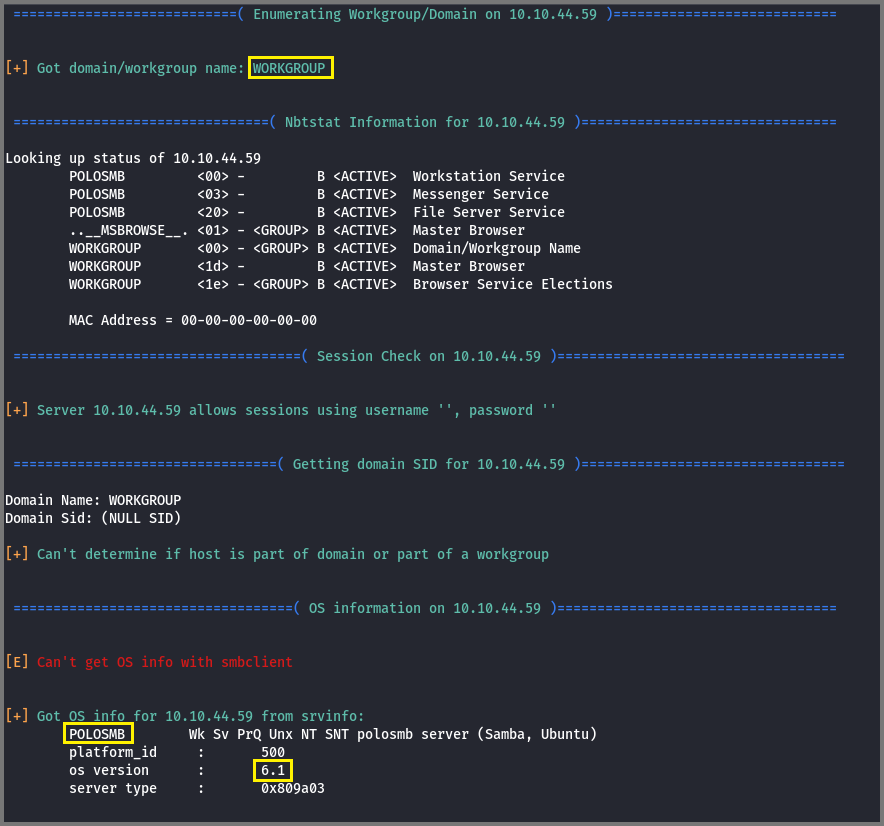 ===========================( Enumerating Workgroup/Domain on 10.10.44.59 )===========================
[+] Got domain/workgroup name: WORKGROUP
===============================( Nbtstat Information for 10.10.44.59 )===============================
Looking up status of 10.10.44.59
POLOSMB <00> - B <ACTIVE> Workstation Service
POLOSMB <03> - B <ACTIVE> Messenger Service
POLOSMB <20> - B <ACTIVE> File Server Service
..__MSBROWSE__. <01> - <GROUP> B <ACTIVE> Master Browser
WORKGROUP <00> - <GROUP> B <ACTIVE> Domain/Workgroup Name
WORKGROUP <1d> - B <ACTIVE> Master Browser
WORKGROUP <1e> - <GROUP> B <ACTIVE> Browser Service Elections
MAC Address = 00-00-00-00-00-00
===================================( Session Check on 10.10.44.59 )===================================
[+] Server 10.10.44.59 allows sessions using username '', password ''
================================( Getting domain SID for 10.10.44.59 )================================
Domain Name: WORKGROUP
Domain Sid: (NULL SID)
[+] Can't determine if host is part of domain or part of a workgroup
==================================( OS information on 10.10.44.59 )==================================
[E] Can't get OS info with smbclient
[+] Got OS info for 10.10.44.59 from srvinfo:
POLOSMB Wk Sv PrQ Unx NT SNT polosmb server (Samba, Ubuntu)
platform_id : 500
os version : 6.1
server type : 0x809a03